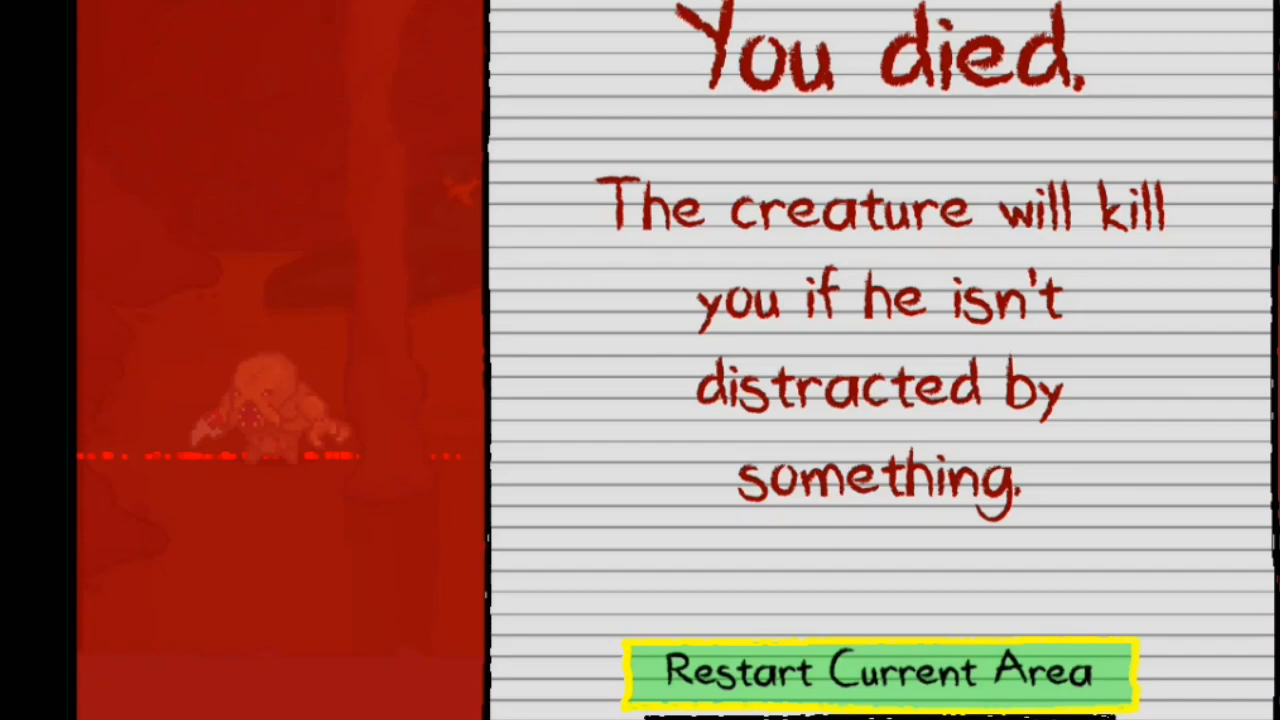 You died.
The creature will kill
you if he isn't
distracted by
something.
Restart Current Area